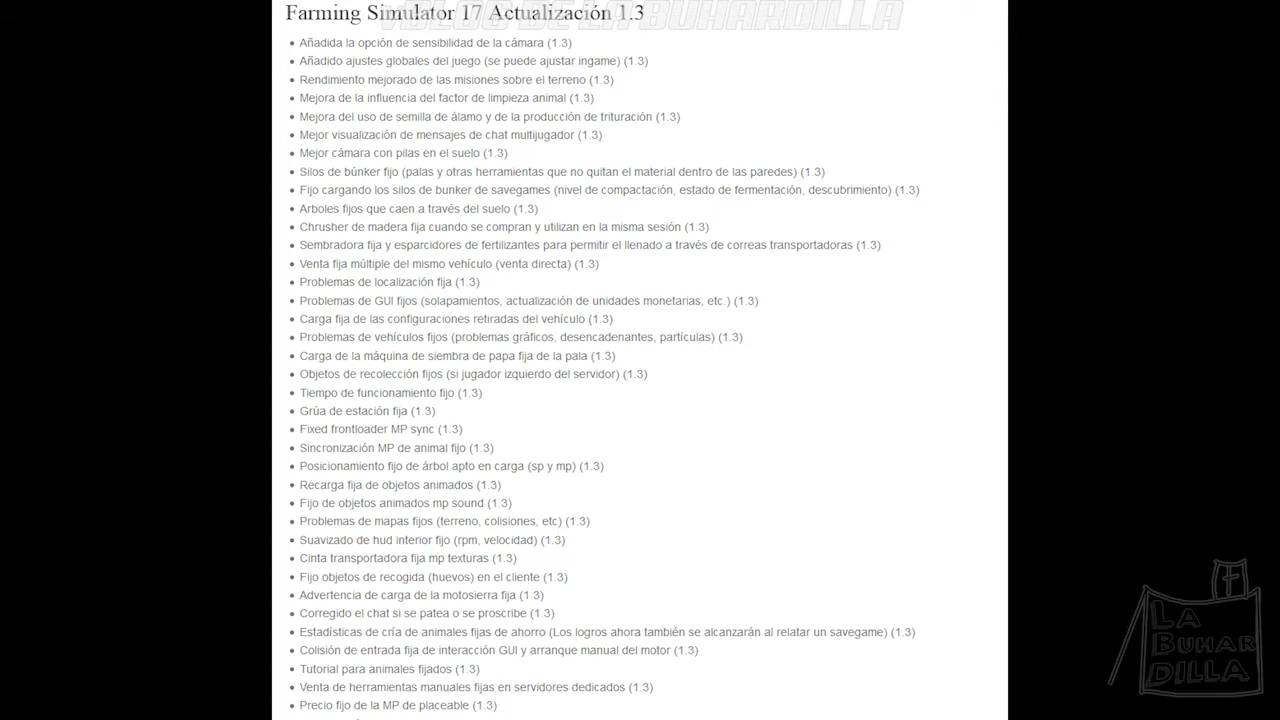 Farming Simulator 17 Actualización 1.3
VDLOG DE LA BUHARDILLA
• Añadida la opción de sensibilidad de la cámara (1.3)
• Añadido ajustes globales del juego (se puede ajustar ingame) (1.3)
• Rendimiento mejorado de las misiones sobre el terreno (1.3)
• Mejora de la influencia del factor de limpieza animal (1.3)
• Mejora del uso de semilla de álamo y de la producción de trituración (1.3)
• Mejor visualización de mensajes de chat multijugador (1.3)
• Mejor cámara con pilas en el suelo (1.3)
• Silos de búnker fijo (palas y otras herramientas que no quitan el material dentro de las paredes) (1.3)
• Fijo cargando los silos de bunker de savegames (nivel de compactación, estado de fermentación, descubrimiento) (1.3)
• Arboles fijos que caen a través del suelo (1.3)
• Chrusher de madera fija cuando se compran y utilizan en la misma sesión (1.3)
• Sembradora fija y esparcidores de fertilizantes para permitir el llenado a través de correas transportadoras (1.3)
• Venta fija múltiple del mismo vehículo (venta directa) (1.3)
• Problemas de localización fija (1.3)
• Problemas de GUI fijos (solapamientos, actualización de unidades monetarias, etc.) (1.3)
• Carga fija de las configuraciones retiradas del vehículo (1.3)
• Problemas de vehículos fijos (problemas gráficos, desencadenantes, partículas) (1.3)
• Carga de la máquina de siembra de papa fija de la pala (1.3)
• Objetos de recolección fijos (si jugador izquierdo del servidor) (1.3)
• Tiempo de funcionamiento fijo (1.3)
• Grúa de estación fija (1.3)
• Fixed frontloader MP sync (1.3)
• Sincronización MP de animal fijo (1.3)
• Posicionamiento fijo de árbol apto en carga (sp y mp) (1.3)
• Recarga fija de objetos animados (1.3)
• Fijo de objetos animados mp sound (1.3)
• Problemas de mapas fijos (terreno, colisiones, etc) (1.3)
• Suavizado de hud interior fijo (rpm, velocidad) (1.3)
• Cinta transportadora fija mp texturas (1.3)
• Fijo objetos de recogida (huevos) en el cliente (1.3)
• Advertencia de carga de la motosierra fija (1.3)
• Corregido el chat si se patea o se proscribe (1.3)
• Estadísticas de cría de animales fijas de ahorro (Los logros ahora también se alcanzarán al relatar un savegame) (1.3)
• Colisión de entrada fija de interacción GUI y arranque manual del motor (1.3)
• Tutorial para animales fijados (1.3)
• Venta de herramientas manuales fijas en servidores dedicados (1.3)
• Precio fijo de la MP de placeable (1.3)
LA
BUHAR
DILLA